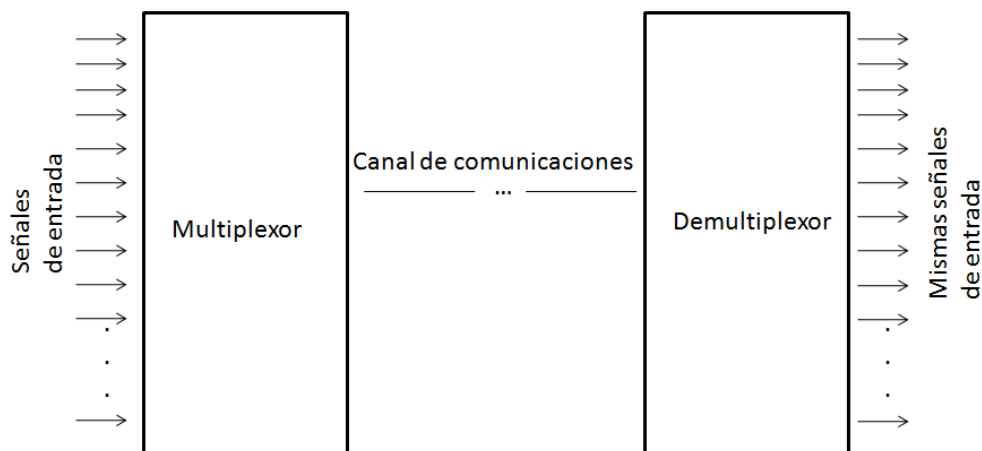 Señales
de entrada
Multiplexor
Canal de comunicaciones
...
Demultiplexor
Mismas señales
de entrada